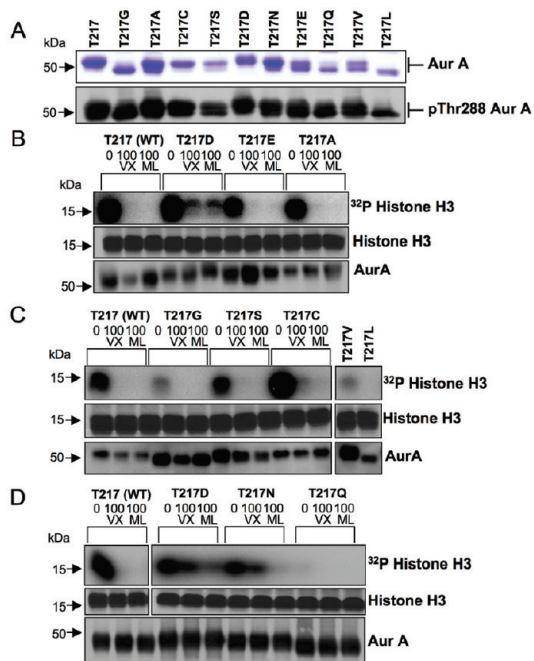 A
T217 T217G T217A T217C T217S T217D T217N T217E T217Q T217V T217L
kDa
50
Aur A
50
pThr288 Aur A
B
T217 (WT) T217D T217E T217A
0 100 100 0 100 100 0 100 100 0 100 100
VX ML VX ML VX ML VX ML
kDa
15
³²P Histone H3
15
Histone H3
50
AurA
C
T217 (WT) T217G T217S T217C T217V T217L
0 100 100 0 100 100 0 100 100 0 100 100
VX ML VX ML VX ML VX ML
kDa
15
³²P Histone H3
15
Histone H3
50
AurA
D
T217 (WT) T217D T217N T217Q
0 100 100 0 100 100 0 100 100 0 100 100
VX ML VX ML VX ML VX ML
kDa
15
³²P Histone H3
15
Histone H3
50
Aur A